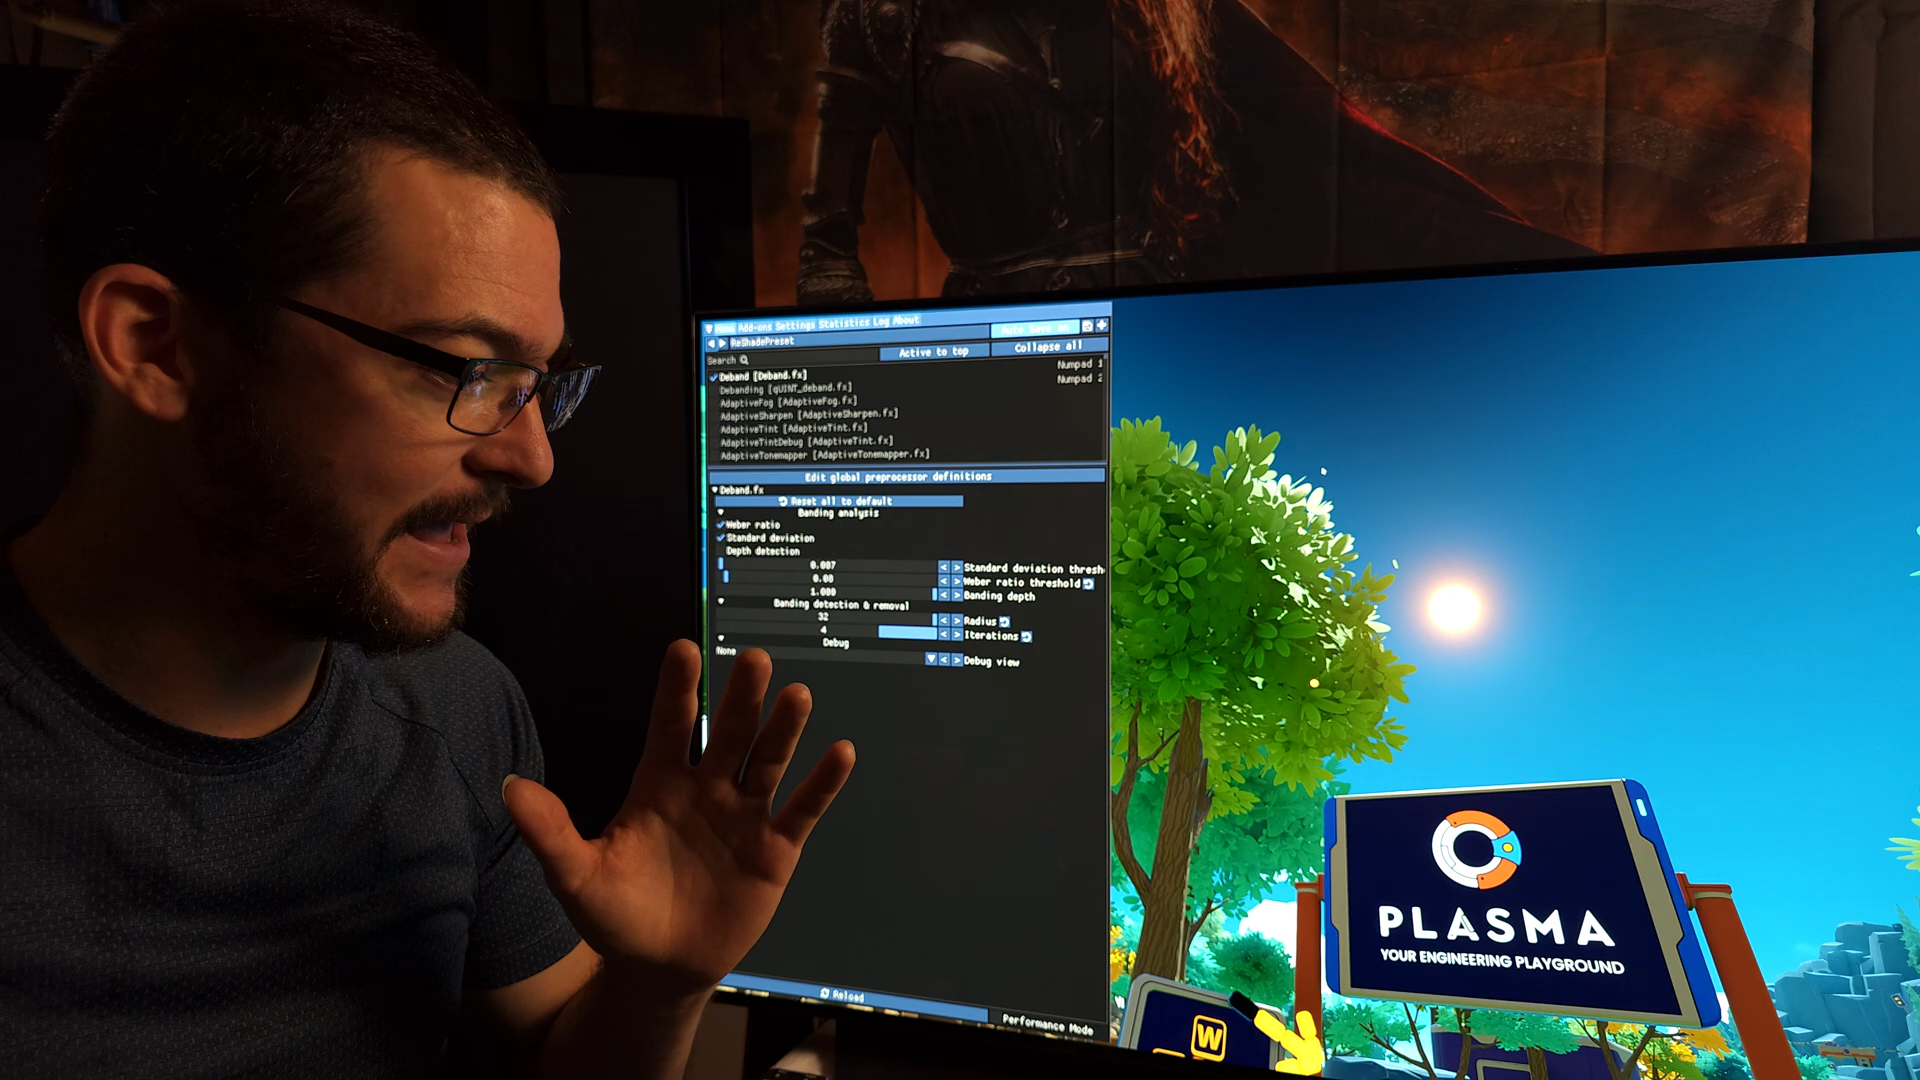 Add-ons Settings Statistics Log About
ReShadePreset
Search
Active to top
Collapse all
Deband [Deband.fx]
Numpad 1
Debanding [qUINT_deband.fx]
Numpad 2
AdaptiveFog [AdaptiveFog.fx]
AdaptiveSharpen [AdaptiveSharpen.fx]
AdaptiveTint [AdaptiveTint.fx]
AdaptiveTintDebug [AdaptiveTint.fx]
AdaptiveTonemapper [AdaptiveTonemapper.fx]
Edit global preprocessor definitions
Deband.fx
Reset all to default
Banding analysis
Weber ratio
Standard deviation
Depth detection
0.007 Standard deviation thresh
0.00 Weber ratio threshold
1.000 Banding depth
Banding detection & removal
32 Radius
4 Iterations
Debug
None Debug view
Reload
Performance Mode
PLASMA
YOUR ENGINEERING PLAYGROUND
W